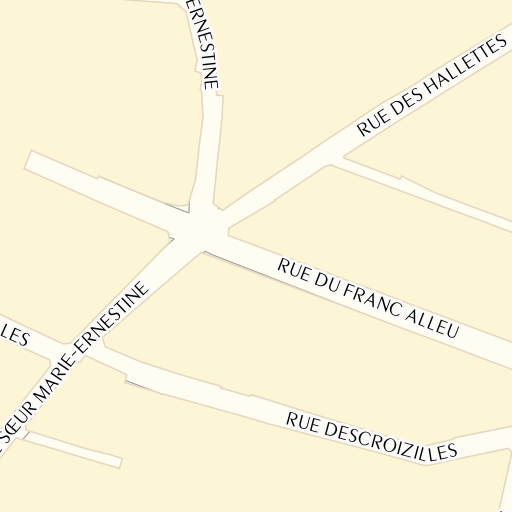 ERNESTINE
RUE DES HALLETTES
RUE DU FRANC ALLEU
SŒUR MARIE-ERNESTINE
LES
RUE DESCROIZILLES